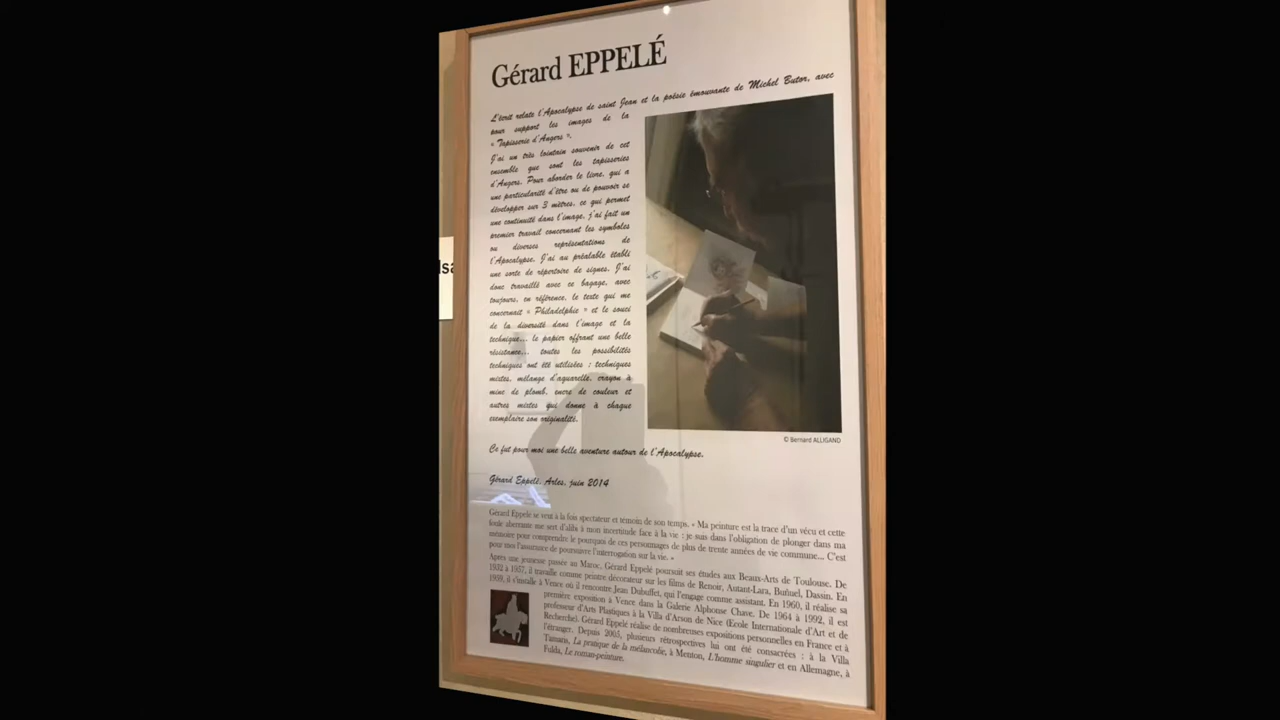 Gérard EPPELÉ
L'écrit relate l'Apocalypse de saint Jean et la poésie émouvante de Michel Butor, avec
pour support les images de la
« Tapisserie d'Angers ».
J'ai un très lointain souvenir de cet
ensemble que sont les tapisseries
d'Angers. Pour aborder le livre, qui a
une particularité d'être ou de pouvoir se
développer sur 3 mètres, ce qui permet
une continuité dans l'image, j'ai fait un
premier travail concernant les symboles
ou diverses représentations de
l'Apocalypse. J'ai au préalable établi
une sorte de répertoire de signes. J'ai
donc travaillé avec ce bagage, avec
toujours, en référence, le texte qui me
concernait « Philadelphie » et le souci
de la diversité dans l'image et la
technique... le papier offrant une belle
résistance... toutes les possibilités
techniques ont été utilisées : techniques
mixtes, mélange d'aquarelle, crayon à
mine de plomb, encre de couleur et
autres mixtes qui donne à chaque
exemplaire son originalité.
© Bernard ALLIGAND
Ce fut pour moi une belle aventure autour de l'Apocalypse.
Gérard Eppelé, Arles, juin 2014
Gérard Eppelé se veut à la fois spectateur et témoin de son temps. « Ma peinture est la trace d'un vécu et cette
foule aberrante me sert d'alibi à mon incertitude face à la vie : je suis dans l'obligation de plonger dans ma
mémoire pour comprendre le pourquoi de ces personnages de plus de trente années de vie commune... C'est
pour moi l'assurance de poursuivre l'interrogation sur la vie. »
Après une jeunesse passée au Maroc, Gérard Eppelé poursuit ses études aux Beaux-Arts de Toulouse. De
1952 à 1957, il travaille comme peintre décorateur sur les films de Renoir, Autant-Lara, Buñuel, Dassin. En
1959, il s'installe à Vence où il rencontre Jean Dubuffet, qui l'engage comme assistant. En 1960, il réalise sa
première exposition à Vence dans la Galerie Alphonse Chave. De 1964 à 1992, il est
professeur d'Arts Plastiques à la Villa d'Arson de Nice (École Internationale d'Art et de
Recherche). Gérard Eppelé réalise de nombreuses expositions personnelles en France et à
l'étranger. Depuis 2005, plusieurs rétrospectives lui ont été consacrées : à la Villa
Tamaris, La pratique de la mélancolie, à Menton, L'homme singulier et en Allemagne, à
Fulda, Le roman-peinture.